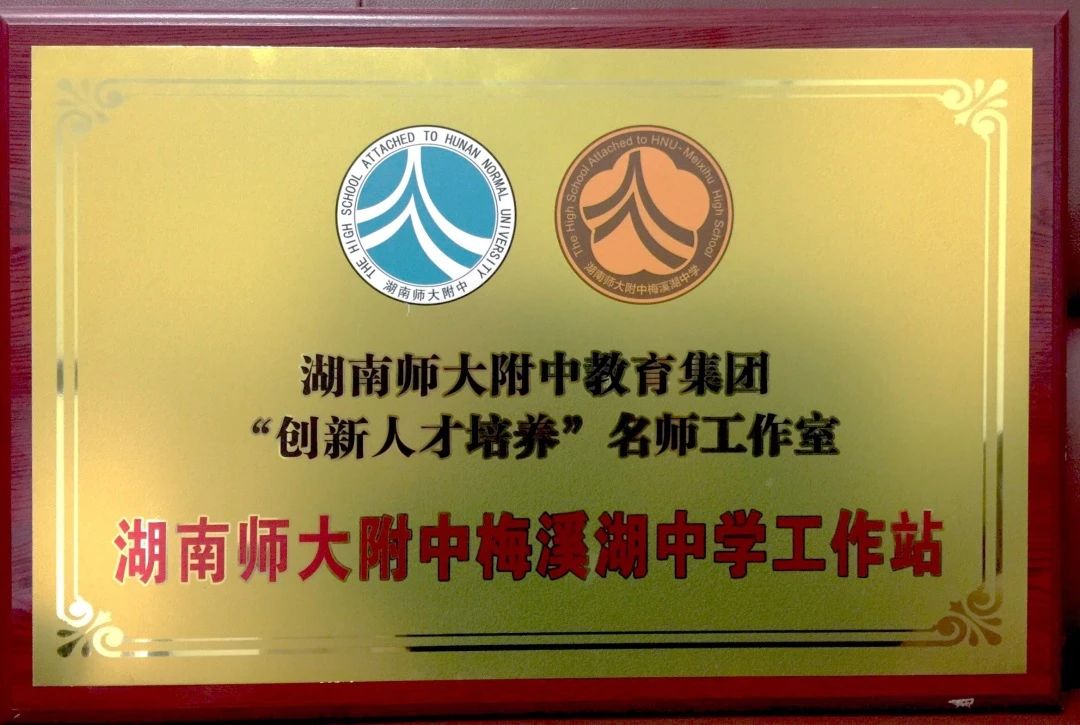 THE HIGH SCHOOL ATTACHED TO HUNAN NORMAL UNIVERSITY
湖南师大附中
The High School Attached to HNU-Meixihu High School
湖南师大附中梅溪湖中学
湖南师大附中教育集团
“创新人才培养”名师工作室
湖南师大附中梅溪湖中学工作站